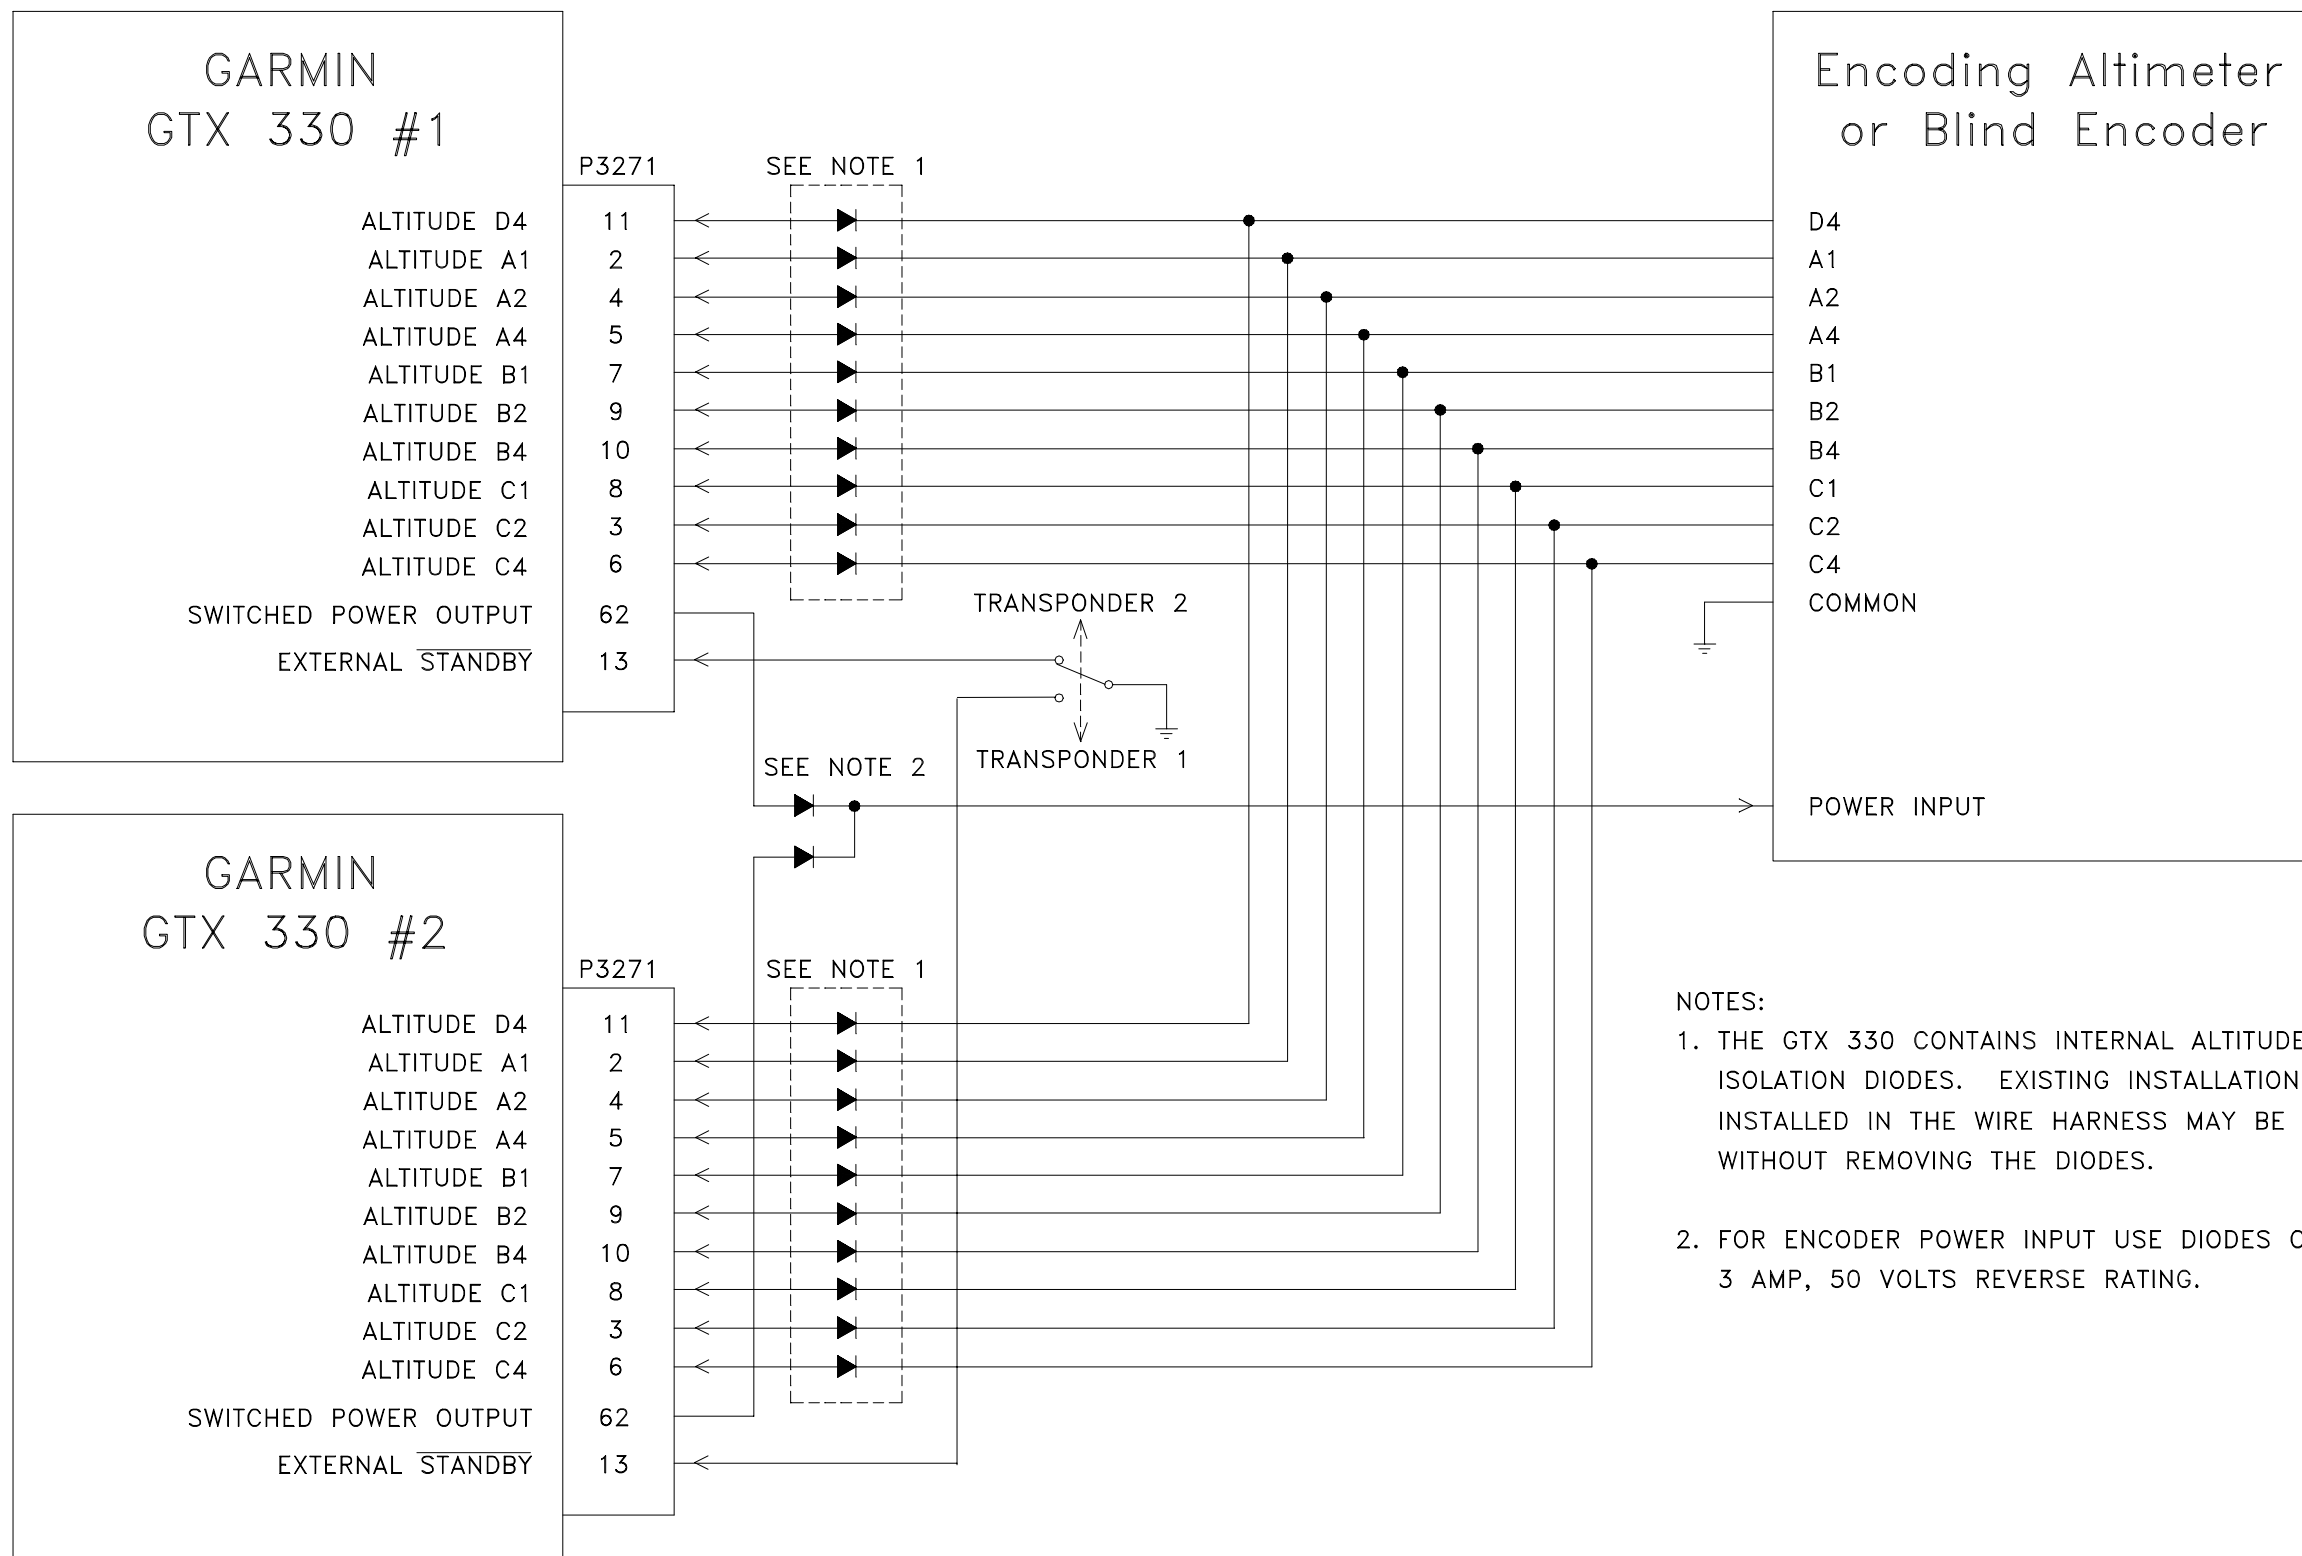 GARMIN
GTX 330 #1
P3271
SEE NOTE 1
ALTITUDE D4 11
ALTITUDE A1 2
ALTITUDE A2 4
ALTITUDE A4 5
ALTITUDE B1 7
ALTITUDE B2 9
ALTITUDE B4 10
ALTITUDE C1 8
ALTITUDE C2 3
ALTITUDE C4 6
SWITCHED POWER OUTPUT 62
EXTERNAL STANDBY 13
TRANSPONDER 2
TRANSPONDER 1
SEE NOTE 2
Encoding Altimeter
or Blind Encoder
D4
A1
A2
A4
B1
B2
B4
C1
C2
C4
COMMON
POWER INPUT
GARMIN
GTX 330 #2
P3271
SEE NOTE 1
ALTITUDE D4 11
ALTITUDE A1 2
ALTITUDE A2 4
ALTITUDE A4 5
ALTITUDE B1 7
ALTITUDE B2 9
ALTITUDE B4 10
ALTITUDE C1 8
ALTITUDE C2 3
ALTITUDE C4 6
SWITCHED POWER OUTPUT 62
EXTERNAL STANDBY 13
NOTES:
1. THE GTX 330 CONTAINS INTERNAL ALTITUDE
ISOLATION DIODES. EXISTING INSTALLATION
INSTALLED IN THE WIRE HARNESS MAY BE
WITHOUT REMOVING THE DIODES.
2. FOR ENCODER POWER INPUT USE DIODES
3 AMP, 50 VOLTS REVERSE RATING.